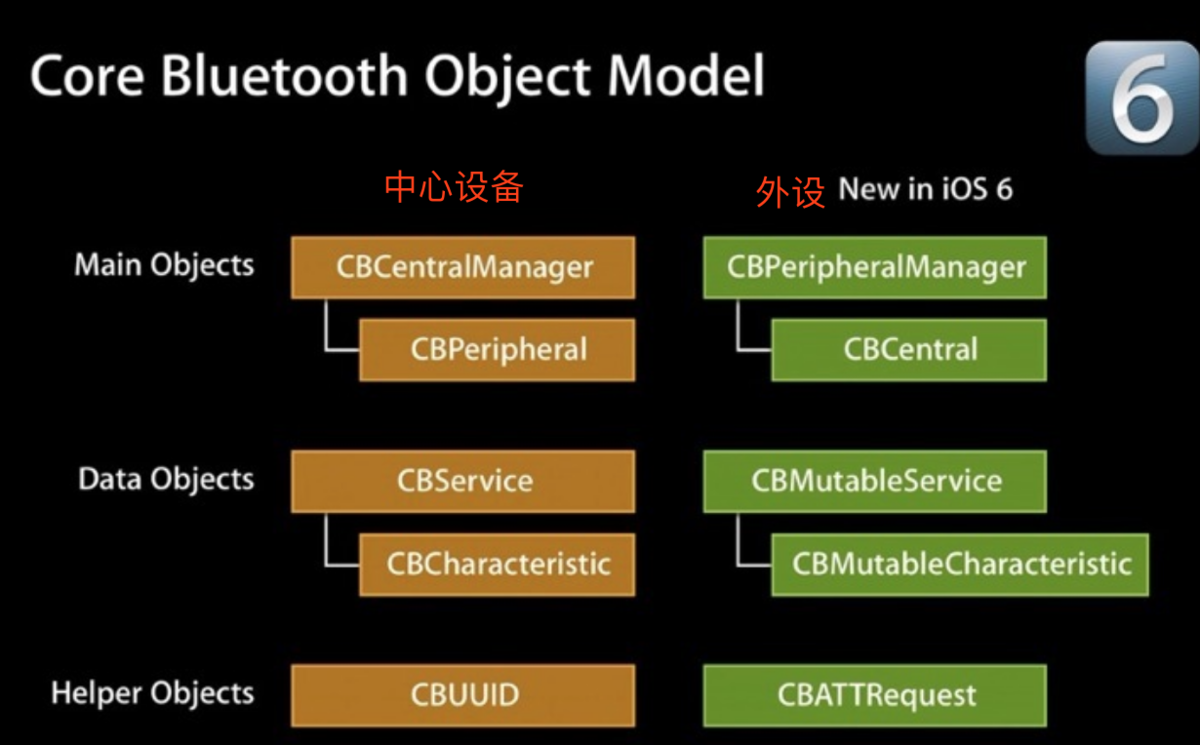 Core Bluetooth Object Model
6
中心设备
外设 New in iOS 6
Main Objects
CBCentralManager
CBPeripheralManager
CBPeripheral
CBCentral
Data Objects
CBService
CBMutableService
CBCharacteristic
CBMutableCharacteristic
Helper Objects
CBUUID
CBATTRequest